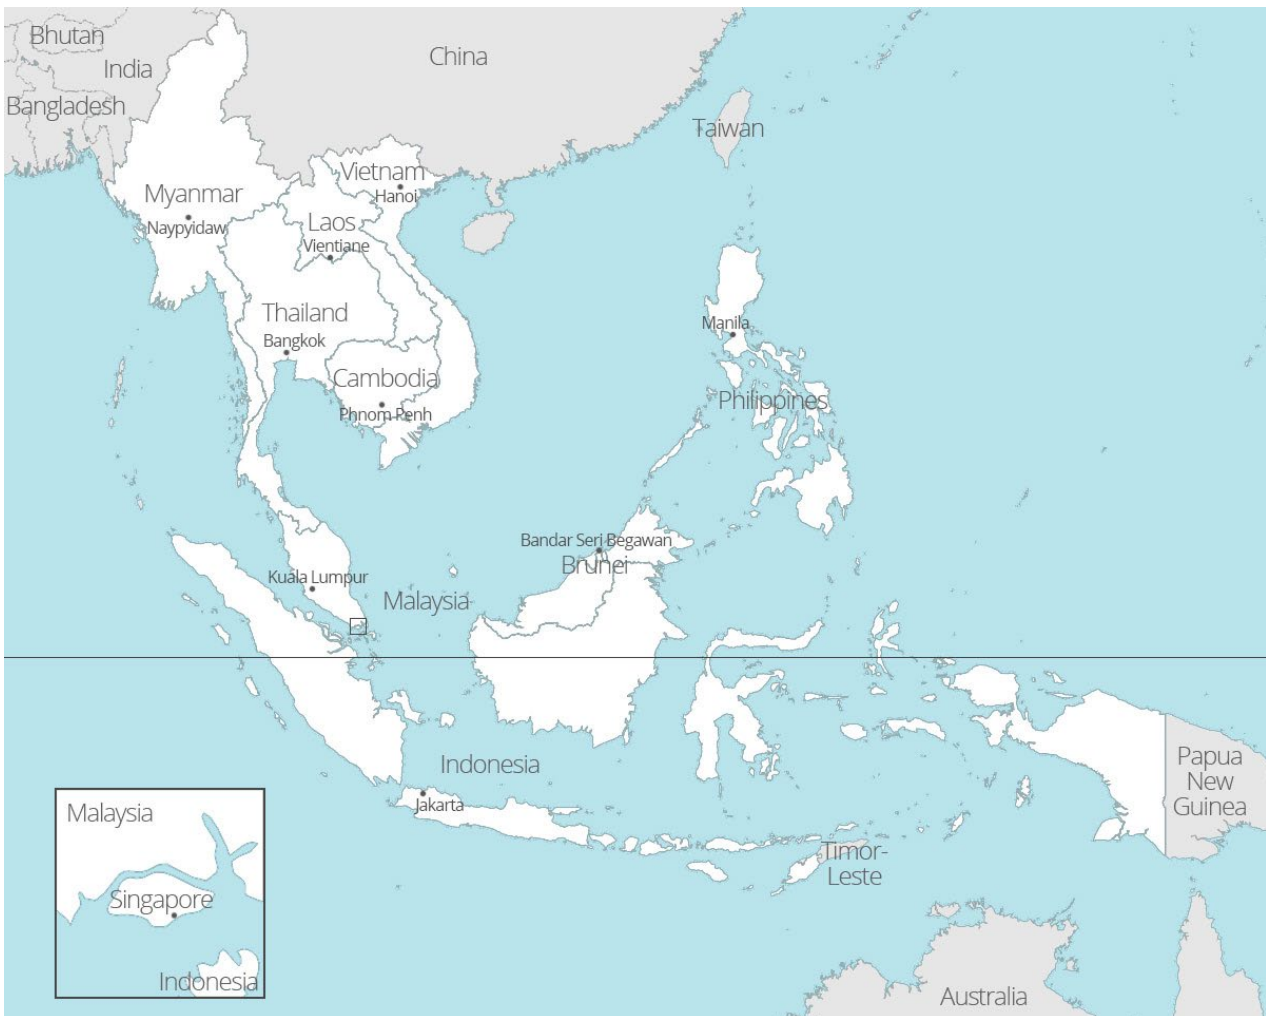 Bhutan
China
India
Bangladesh
Taiwan
Vietnam
Hanoi
Myanmar
Laos
Naypyidaw
Vientiane
Thailand
Manila
Bangkok
Cambodia
Philippines
Phnom Penh
Bandar Seri Begawan
Brunei
Kuala Lumpur
Malaysia
Indonesia
Papua
New
Guinea
Jakarta
Malaysia
Timor-
Leste
Singapore
Indonesia
Australia